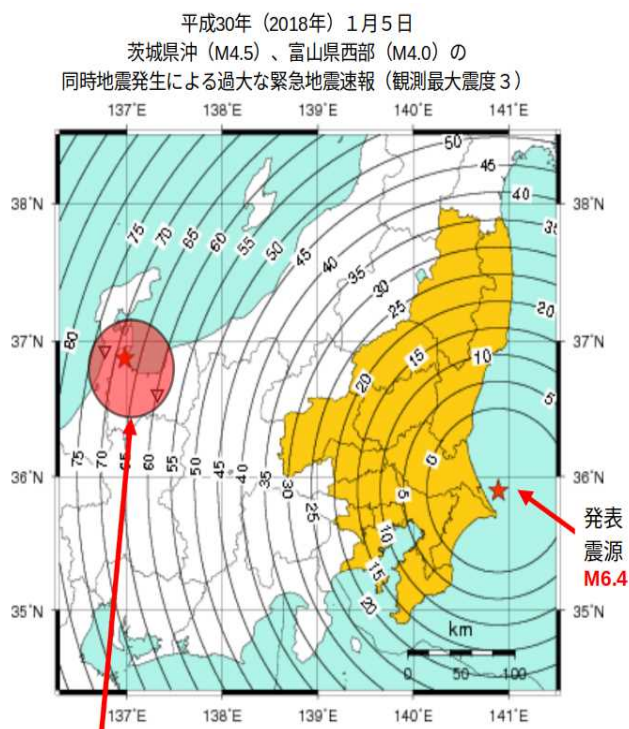 平成30年（2018年）１月５日
茨城県沖（M4.5）、富山県西部（M4.0）の
同時地震発生による過大な緊急地震速報（観測最大震度３）
137°E 138°E 139°E 140°E 141°E
38°N 38°N
37°N 37°N
36°N 36°N
35°N 35°N
50
45
40
35
75 70 65 60 55 50 45 40 35 30 25
20
80
20 15 10
5
0
75 70 65 60 55 50 45 40 35 30 25
5
10
15
20
発表
震源
M6.4
km
0 50 100
137°E 138°E 139°E 140°E 141°E